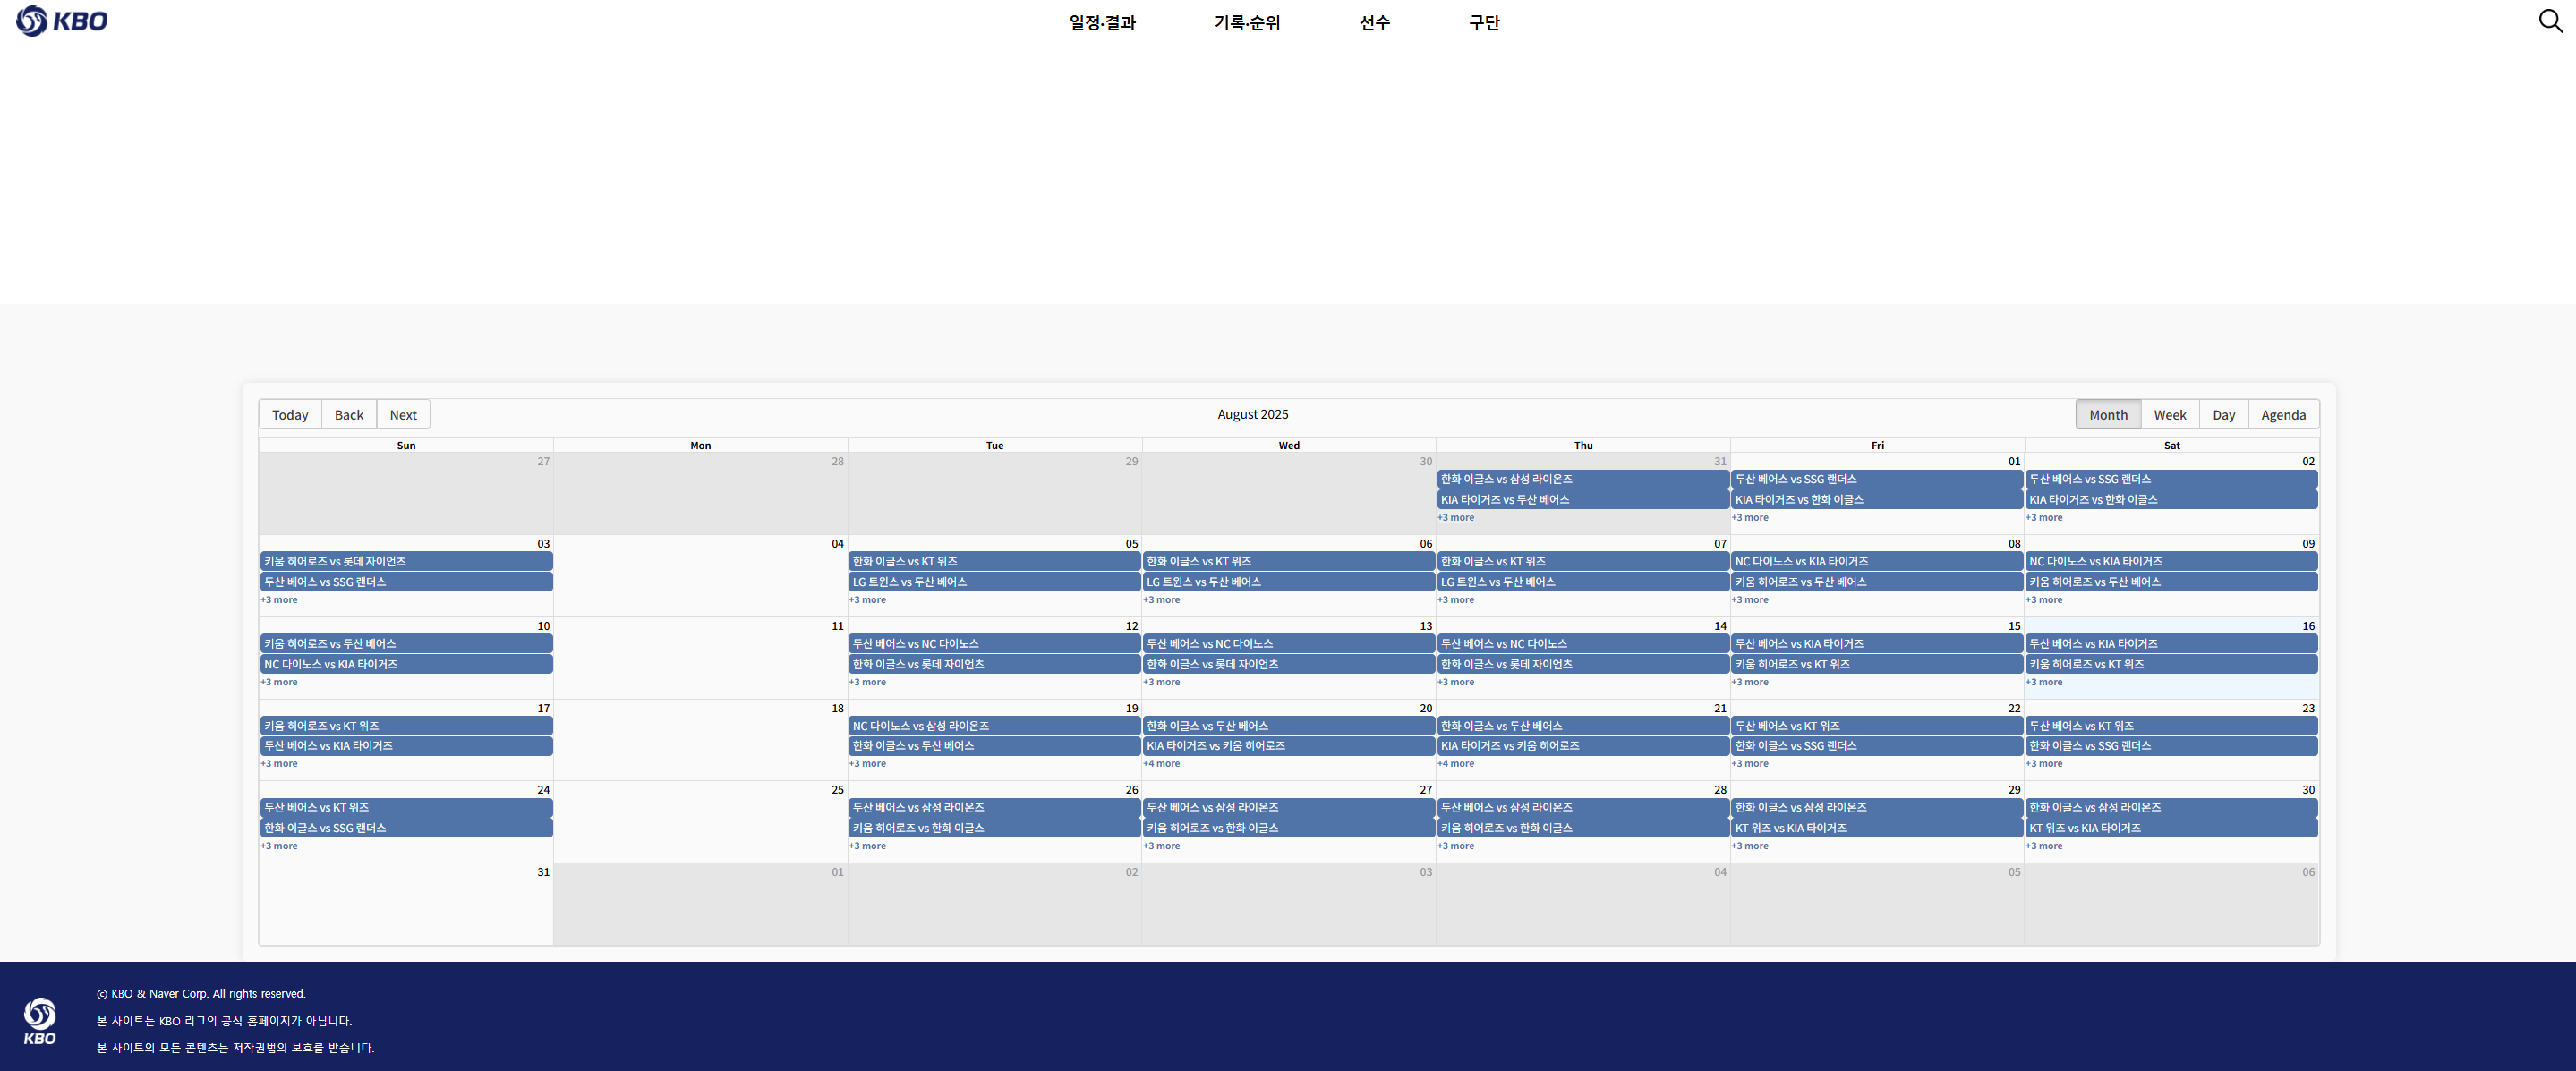 KBO
일정·결과 기록·순위 선수 구단
Today Back Next August 2025 Month Week Day Agenda
Sun Mon Tue Wed Thu Fri Sat
27 28 29 30 31 01 02
한화 이글스 vs 삼성 라이온즈 두산 베어스 vs SSG 랜더스 두산 베어스 vs SSG 랜더스
KIA 타이거즈 vs 두산 베어스 KIA 타이거즈 vs 한화 이글스 KIA 타이거즈 vs 한화 이글스
+3 more +3 more +3 more
03 04 05 06 07 08 09
키움 히어로즈 vs 롯데 자이언츠 한화 이글스 vs KT 위즈 한화 이글스 vs KT 위즈 한화 이글스 vs KT 위즈 NC 다이노스 vs KIA 타이거즈 NC 다이노스 vs KIA 타이거즈
두산 베어스 vs SSG 랜더스 LG 트윈스 vs 두산 베어스 LG 트윈스 vs 두산 베어스 LG 트윈스 vs 두산 베어스 키움 히어로즈 vs 두산 베어스 키움 히어로즈 vs 두산 베어스
+3 more +3 more +3 more +3 more +3 more +3 more
10 11 12 13 14 15 16
키움 히어로즈 vs 두산 베어스 두산 베어스 vs NC 다이노스 두산 베어스 vs NC 다이노스 두산 베어스 vs NC 다이노스 두산 베어스 vs KIA 타이거즈 두산 베어스 vs KIA 타이거즈
NC 다이노스 vs KIA 타이거즈 한화 이글스 vs 롯데 자이언츠 한화 이글스 vs 롯데 자이언츠 한화 이글스 vs 롯데 자이언츠 키움 히어로즈 vs KT 위즈 키움 히어로즈 vs KT 위즈
+3 more +3 more +3 more +3 more +3 more +3 more
17 18 19 20 21 22 23
키움 히어로즈 vs KT 위즈 NC 다이노스 vs 삼성 라이온즈 한화 이글스 vs 두산 베어스 한화 이글스 vs 두산 베어스 두산 베어스 vs KT 위즈 두산 베어스 vs KT 위즈
두산 베어스 vs KIA 타이거즈 한화 이글스 vs 두산 베어스 KIA 타이거즈 vs 키움 히어로즈 KIA 타이거즈 vs 키움 히어로즈 한화 이글스 vs SSG 랜더스 한화 이글스 vs SSG 랜더스
+3 more +3 more +4 more +4 more +3 more +3 more
24 25 26 27 28 29 30
두산 베어스 vs KT 위즈 두산 베어스 vs 삼성 라이온즈 두산 베어스 vs 삼성 라이온즈 두산 베어스 vs 삼성 라이온즈 한화 이글스 vs 삼성 라이온즈 한화 이글스 vs 삼성 라이온즈
한화 이글스 vs SSG 랜더스 키움 히어로즈 vs 한화 이글스 키움 히어로즈 vs 한화 이글스 키움 히어로즈 vs 한화 이글스 KT 위즈 vs KIA 타이거즈 KT 위즈 vs KIA 타이거즈
+3 more +3 more +3 more +3 more +3 more +3 more
31 01 02 03 04 05 06
© KBO & Naver Corp. All rights reserved.
본 사이트는 KBO 리그의 공식 홈페이지가 아닙니다.
본 사이트의 모든 콘텐츠는 저작권법의 보호를 받습니다.
KBO